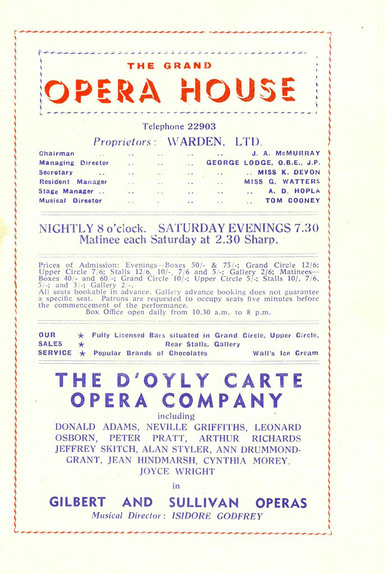 THE GRAND
OPERA HOUSE
Telephone 22903
Proprietors: WARDEN, LTD.
Chairman .. .. .. .. .. J. A. McMURRAY
Managing Director .. .. .. GEORGE LODGE, O.B.E., J.P.
Secretary .. .. .. .. .. MISS K. DEVON
Resident Manager .. .. .. .. MISS G. WATTERS
Stage Manager .. .. .. .. .. A. D. HOPLA
Musical Director .. .. .. .. TOM COONEY
NIGHTLY 8 o'clock. SATURDAY EVENINGS 7.30
Matinee each Saturday at 2.30 Sharp.
Prices of Admission: Evenings—Boxes 50/- & 75/-; Grand Circle 12/6;
Upper Circle 7/6; Stalls 12/6, 10/-, 7/6 and 5/-; Gallery 2/6; Matinees—
Boxes 40/- and 60/-; Grand Circle 10/-; Upper Circle 5/-; Stalls 10/, 7/6,
5/-; and 3/-; Gallery 2/-.
All seats bookable in advance. Gallery advance booking does not guarantee
a specific seat. Patrons are requested to occupy seats five minutes before
the commencement of the performance.
Box Office open daily from 10.30 a.m. to 8 p.m.
OUR ★ Fully Licensed Bars situated in Grand Circle, Upper Circle,
SALES Rear Stalls, Gallery
SERVICE ★ Popular Brands of Chocolates Wall's Ice Cream
THE D'OYLY CARTE
OPERA COMPANY
including
DONALD ADAMS, NEVILLE GRIFFITHS, LEONARD
OSBORN, PETER PRATT, ARTHUR RICHARDS
JEFFREY SKITCH, ALAN STYLER, ANN DRUMMOND-
GRANT, JEAN HINDMARSH, CYNTHIA MOREY,
JOYCE WRIGHT
in
GILBERT AND SULLIVAN OPERAS
Musical Director: ISIDORE GODFREY